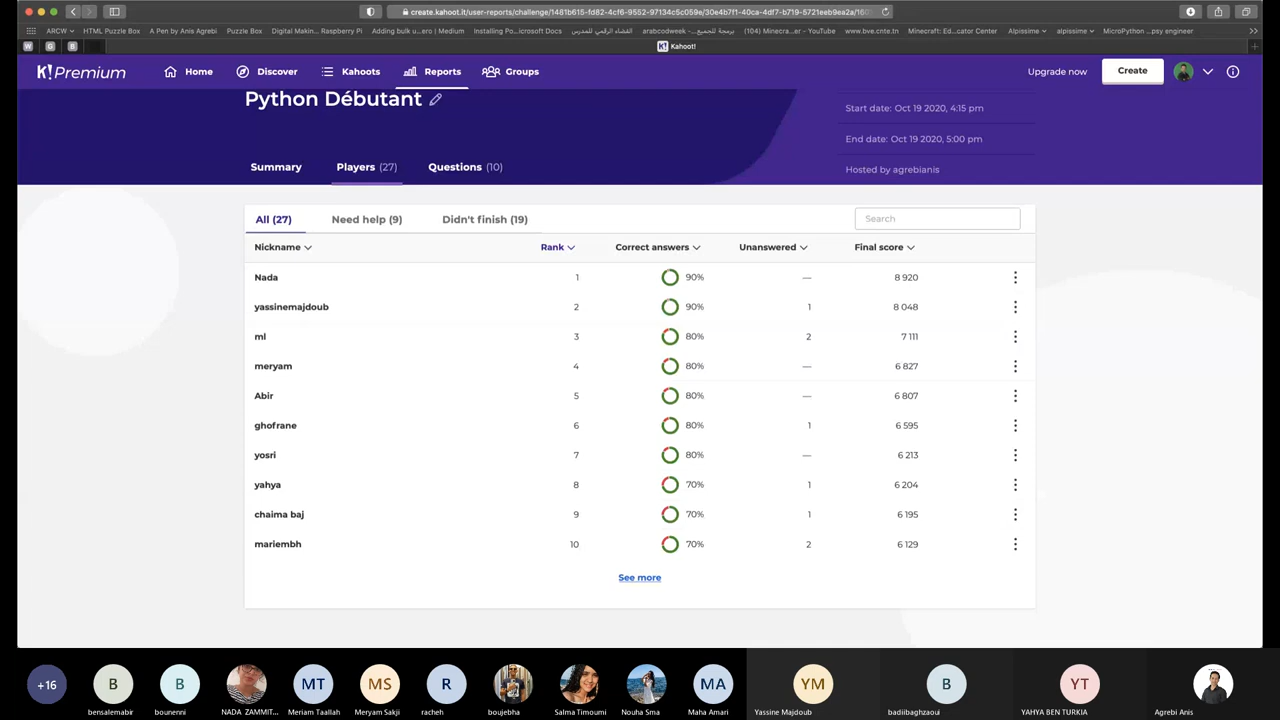 create.kahoot.it/user-reports/challenge/1481b615-fd82-4cf6-9552-97134c5c059e/30e4b7f1-40ca-4df7-b719-5721eeb9ea2a/160
ARCW
HTML Puzzle Box
A Pen by Anis Agrebi
Puzzle Box
Digital Makin... Raspberry Pi
Adding bulk u...ero | Medium
Installing Po...icrosoft Docs
الفضاء الرقمي للمدرس
arabcodweek - برمجة للجميع...
(104) Minecra...er - YouTube
www.bve.cnte.tn
Minecraft: Ed...cator Center
Alpissime
alpissime
MicroPython ...psy engineer
W
G
B
K! Kahoot!
K!Premium
Home
Discover
Kahoots
Reports
Groups
Upgrade now
Create
Python Débutant
Start date: Oct 19 2020, 4:15 pm
End date: Oct 19 2020, 5:00 pm
Hosted by agrebianis
Summary
Players (27)
Questions (10)
All (27)
Need help (9)
Didn't finish (19)
Search
Nickname Rank Correct answers Unanswered Final score
Nada 1 90% — 8 920
yassinemajdoub 2 90% 1 8 048
ml 3 80% 2 7 111
meryam 4 80% — 6 827
Abir 5 80% — 6 807
ghofrane 6 80% 1 6 595
yosri 7 80% — 6 213
yahya 8 70% 1 6 204
chaima baj 9 70% 1 6 195
mariembh 10 70% 2 6 129
See more
+16
B
B
MT
MS
R
MA
YM
B
YT
bensalemabir
bounenni
NADA ZAMMIT...
Meriam Taallah
Meryam Sakji
racheh
boujebha
Salma Timoumi
Nouha Sma
Maha Amari
Yassine Majdoub
badiibaghzaoui
YAHYA BEN TURKIA
Agrebi Anis